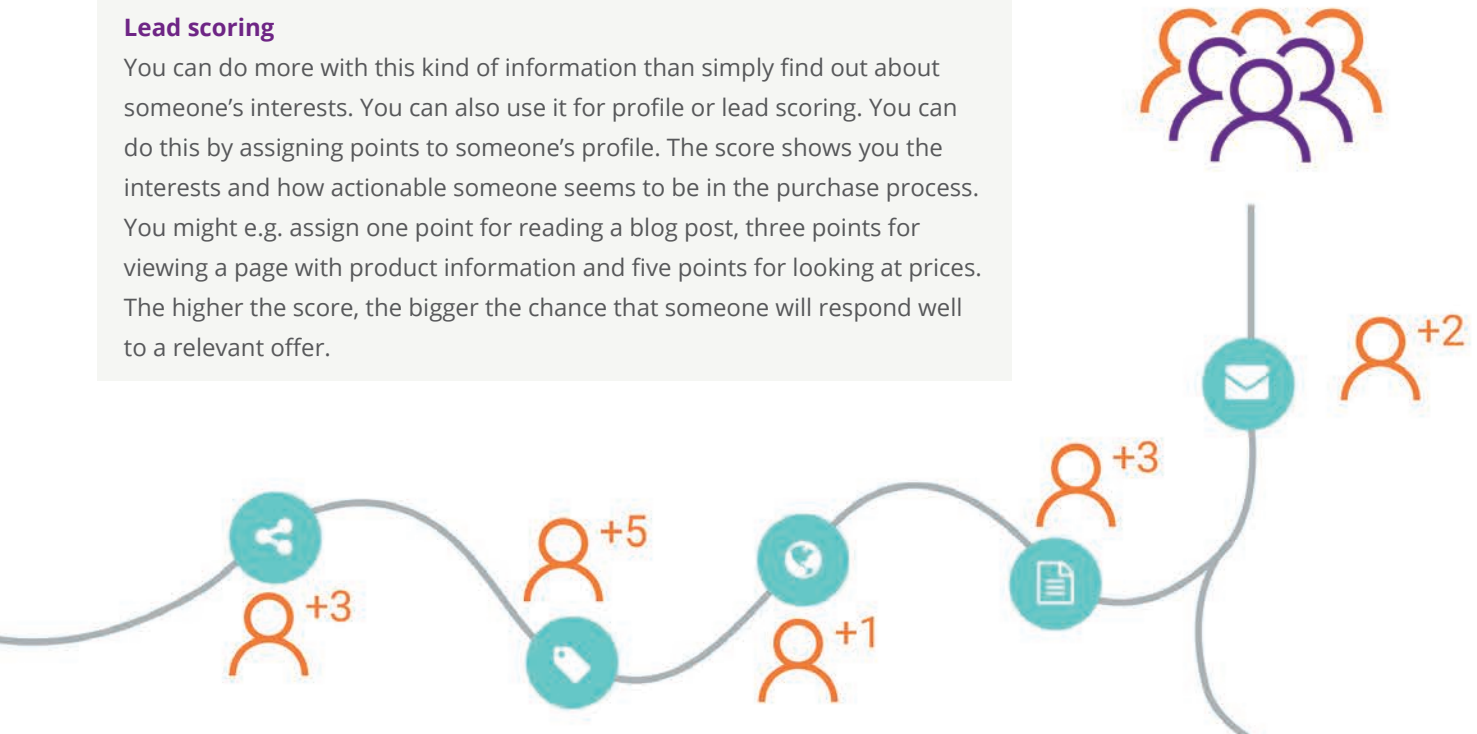 Lead scoring
You can do more with this kind of information than simply find out about
someone’s interests. You can also use it for profile or lead scoring. You can
do this by assigning points to someone’s profile. The score shows you the
interests and how actionable someone seems to be in the purchase process.
You might e.g. assign one point for reading a blog post, three points for
viewing a page with product information and five points for looking at prices.
The higher the score, the bigger the chance that someone will respond well
to a relevant offer.
+2
+3
+5
+3
+1